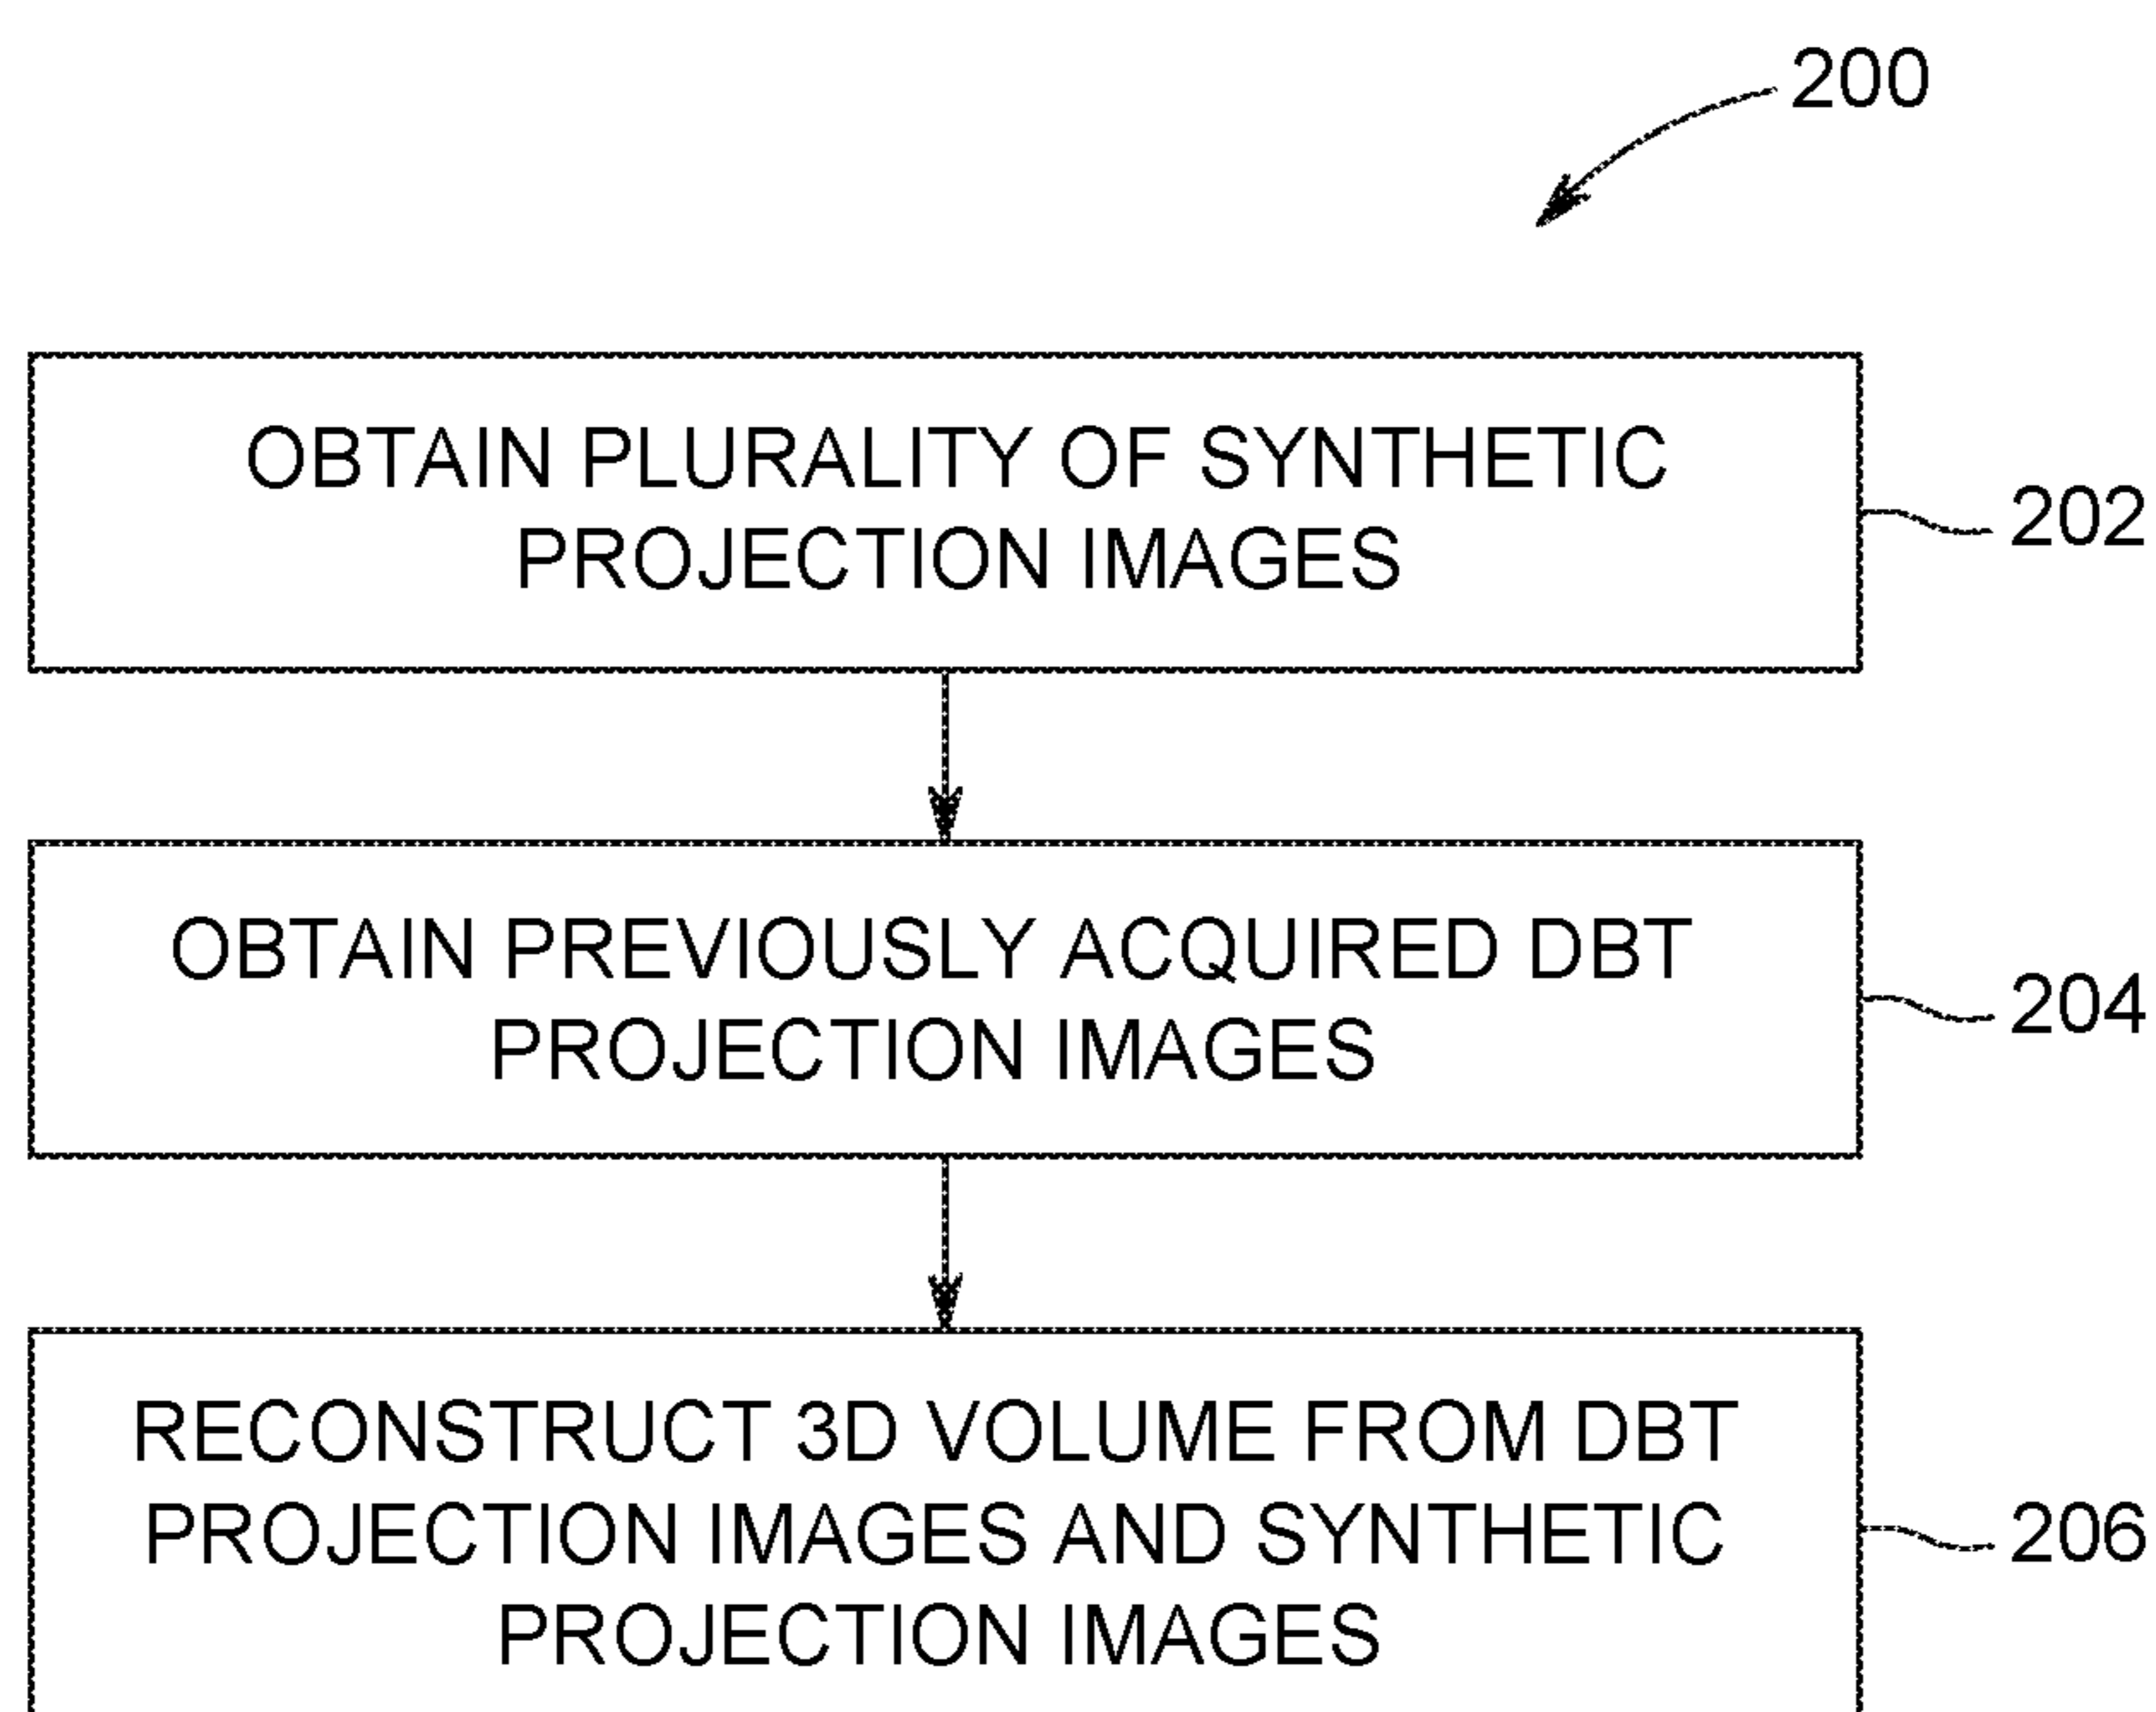 200
OBTAIN PLURALITY OF SYNTHETIC
PROJECTION IMAGES
202
OBTAIN PREVIOUSLY ACQUIRED DBT
PROJECTION IMAGES
204
RECONSTRUCT 3D VOLUME FROM DBT
PROJECTION IMAGES AND SYNTHETIC
PROJECTION IMAGES
206